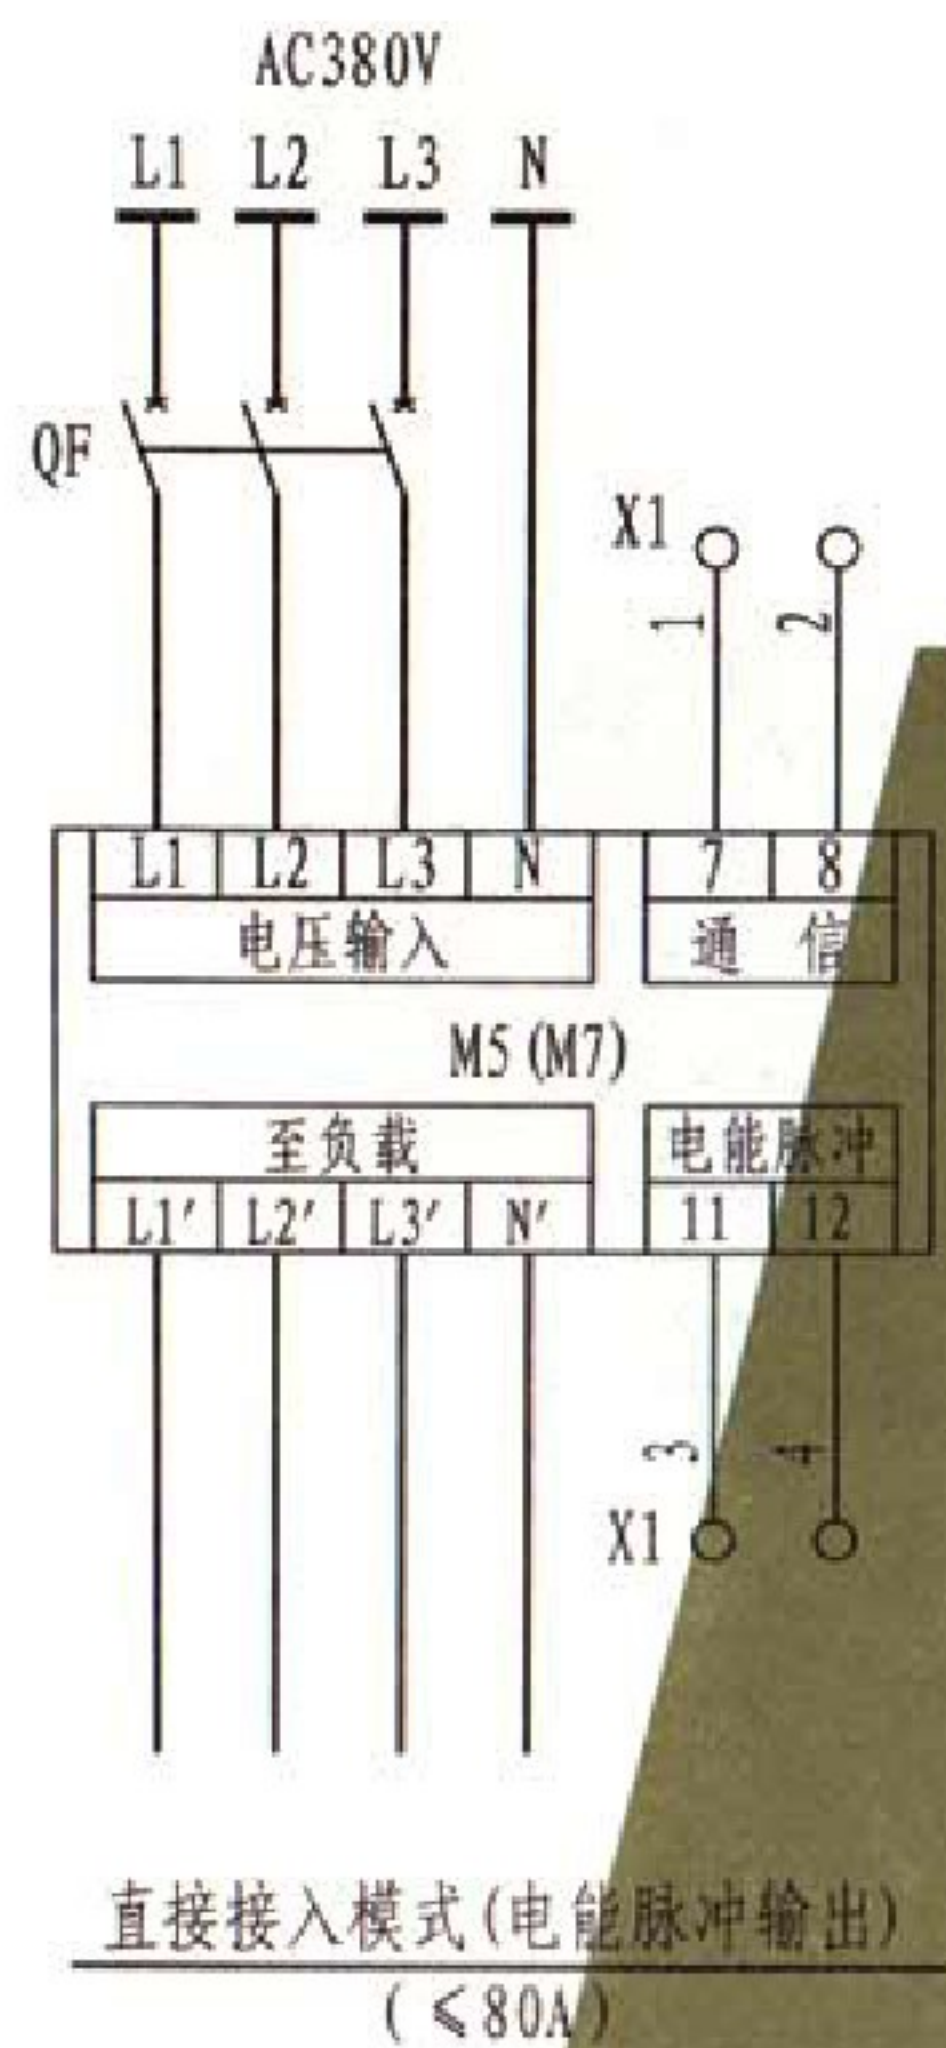 AC380V
L1 L2 L3 N
QF
X1
1 2
L1 L2 L3 N 7 8
电压输入 通 信
M5(M7)
至负载 电能脉冲
L1′ L2′ L3′ N′ 11 12
3 4
X1
直接接入模式(电能脉冲输出)
(≤80A)